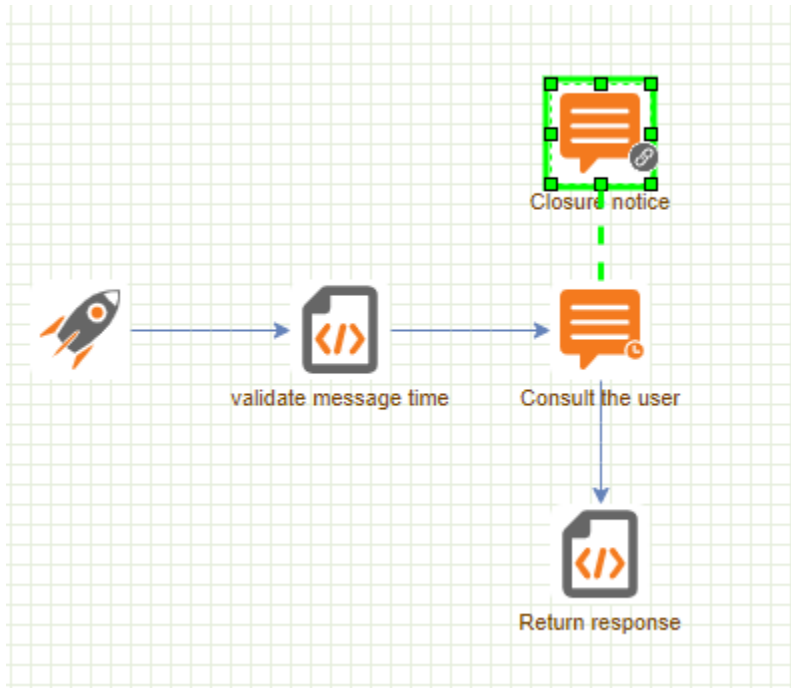 Closure notice
validate message time
Consult the user
Return response